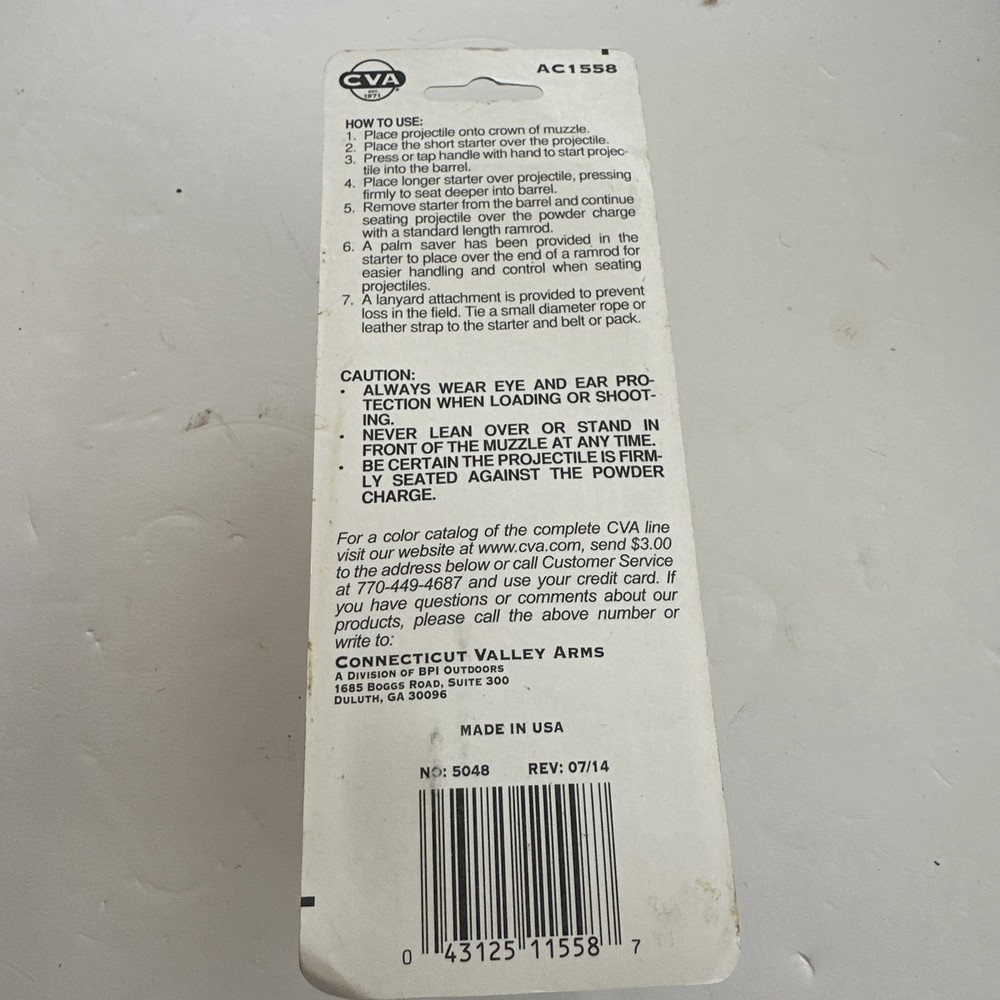 CVA
EST.
1971
AC1558
HOW TO USE:
1. Place projectile onto crown of muzzle.
2. Place the short starter over the projectile.
3. Press or tap handle with hand to start projec-
tile into the barrel.
4. Place longer starter over projectile, pressing
firmly to seat deeper into barrel.
5. Remove starter from the barrel and continue
seating projectile over the powder charge
with a standard length ramrod.
6. A palm saver has been provided in the
starter to place over the end of a ramrod for
easier handling and control when seating
projectiles.
7. A lanyard attachment is provided to prevent
loss in the field. Tie a small diameter rope or
leather strap to the starter and belt or pack.
CAUTION:
• ALWAYS WEAR EYE AND EAR PRO-
TECTION WHEN LOADING OR SHOOT-
ING.
• NEVER LEAN OVER OR STAND IN
FRONT OF THE MUZZLE AT ANY TIME.
• BE CERTAIN THE PROJECTILE IS FIRM-
LY SEATED AGAINST THE POWDER
CHARGE.
For a color catalog of the complete CVA line
visit our website at www.cva.com, send $3.00
to the address below or call Customer Service
at 770-449-4687 and use your credit card. If
you have questions or comments about our
products, please call the above number or
write to:
CONNECTICUT VALLEY ARMS
A DIVISION OF BPI OUTDOORS
1685 BOGGS ROAD, SUITE 300
DULUTH, GA 30096
MADE IN USA
NO: 5048 REV: 07/14
0 43125 11558 7